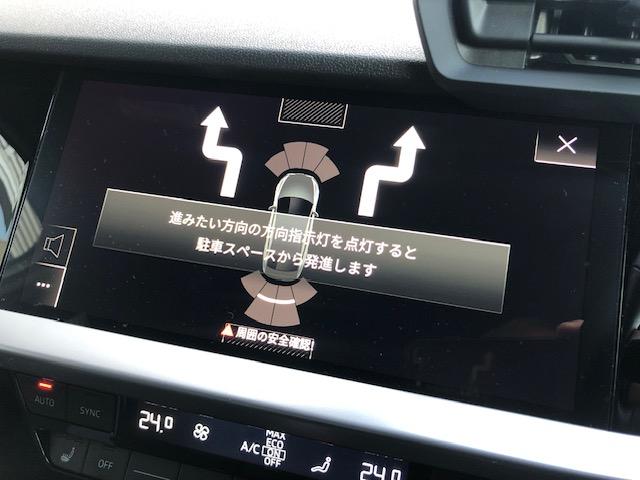 進みたい方向の方向指示灯を点灯すると
駐車スペースから発進します
周囲の安全確認!
AUTO
SYNC
24.0
A/C
MAX
ECO
ON
OFF
24.0
OFF